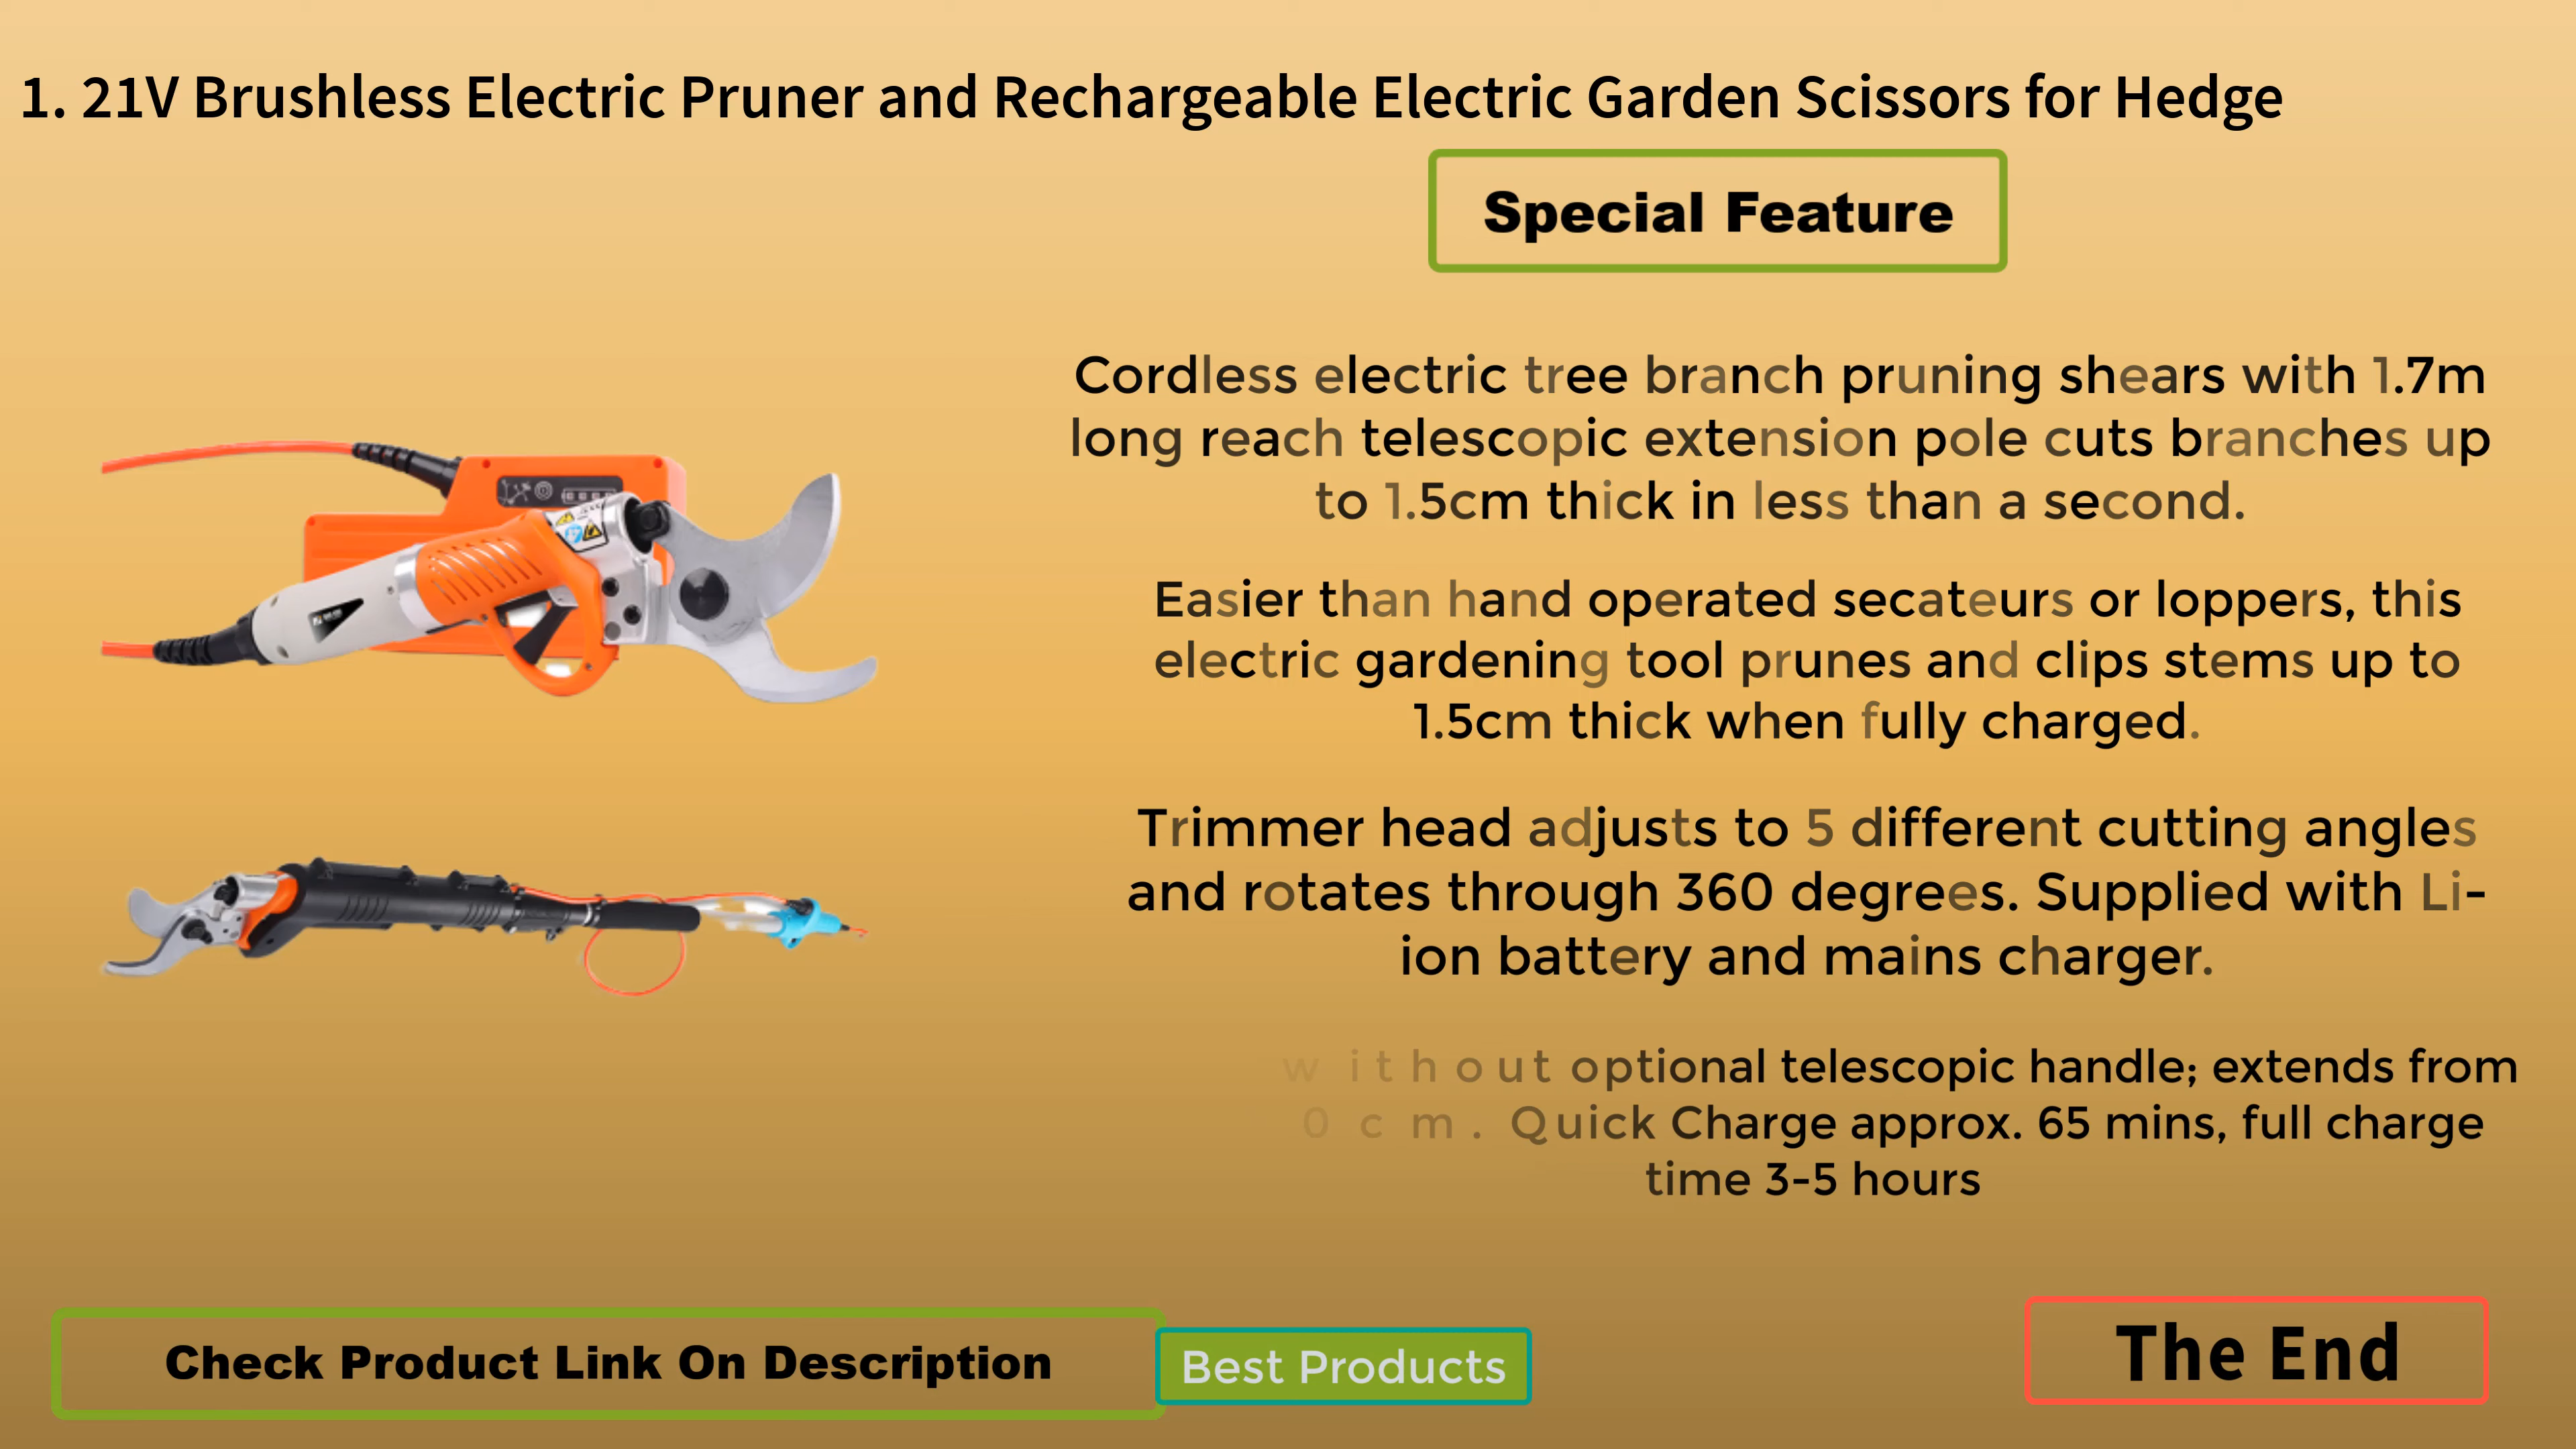 1. 21V Brushless Electric Pruner and Rechargeable Electric Garden Scissors for Hedge
Special Feature
Cordless electric tree branch pruning shears with 1.7m
long reach telescopic extension pole cuts branches up
to 1.5cm thick in less than a second.
Easier than hand operated secateurs or loppers, this
electric gardening tool prunes and clips stems up to
1.5cm thick when fully charged.
Trimmer head adjusts to 5 different cutting angles
and rotates through 360 degrees. Supplied with Li-
ion battery and mains charger.
without optional telescopic handle; extends from
0cm. Quick Charge approx. 65 mins, full charge
time 3-5 hours
Check Product Link On Description
Best Products
The End